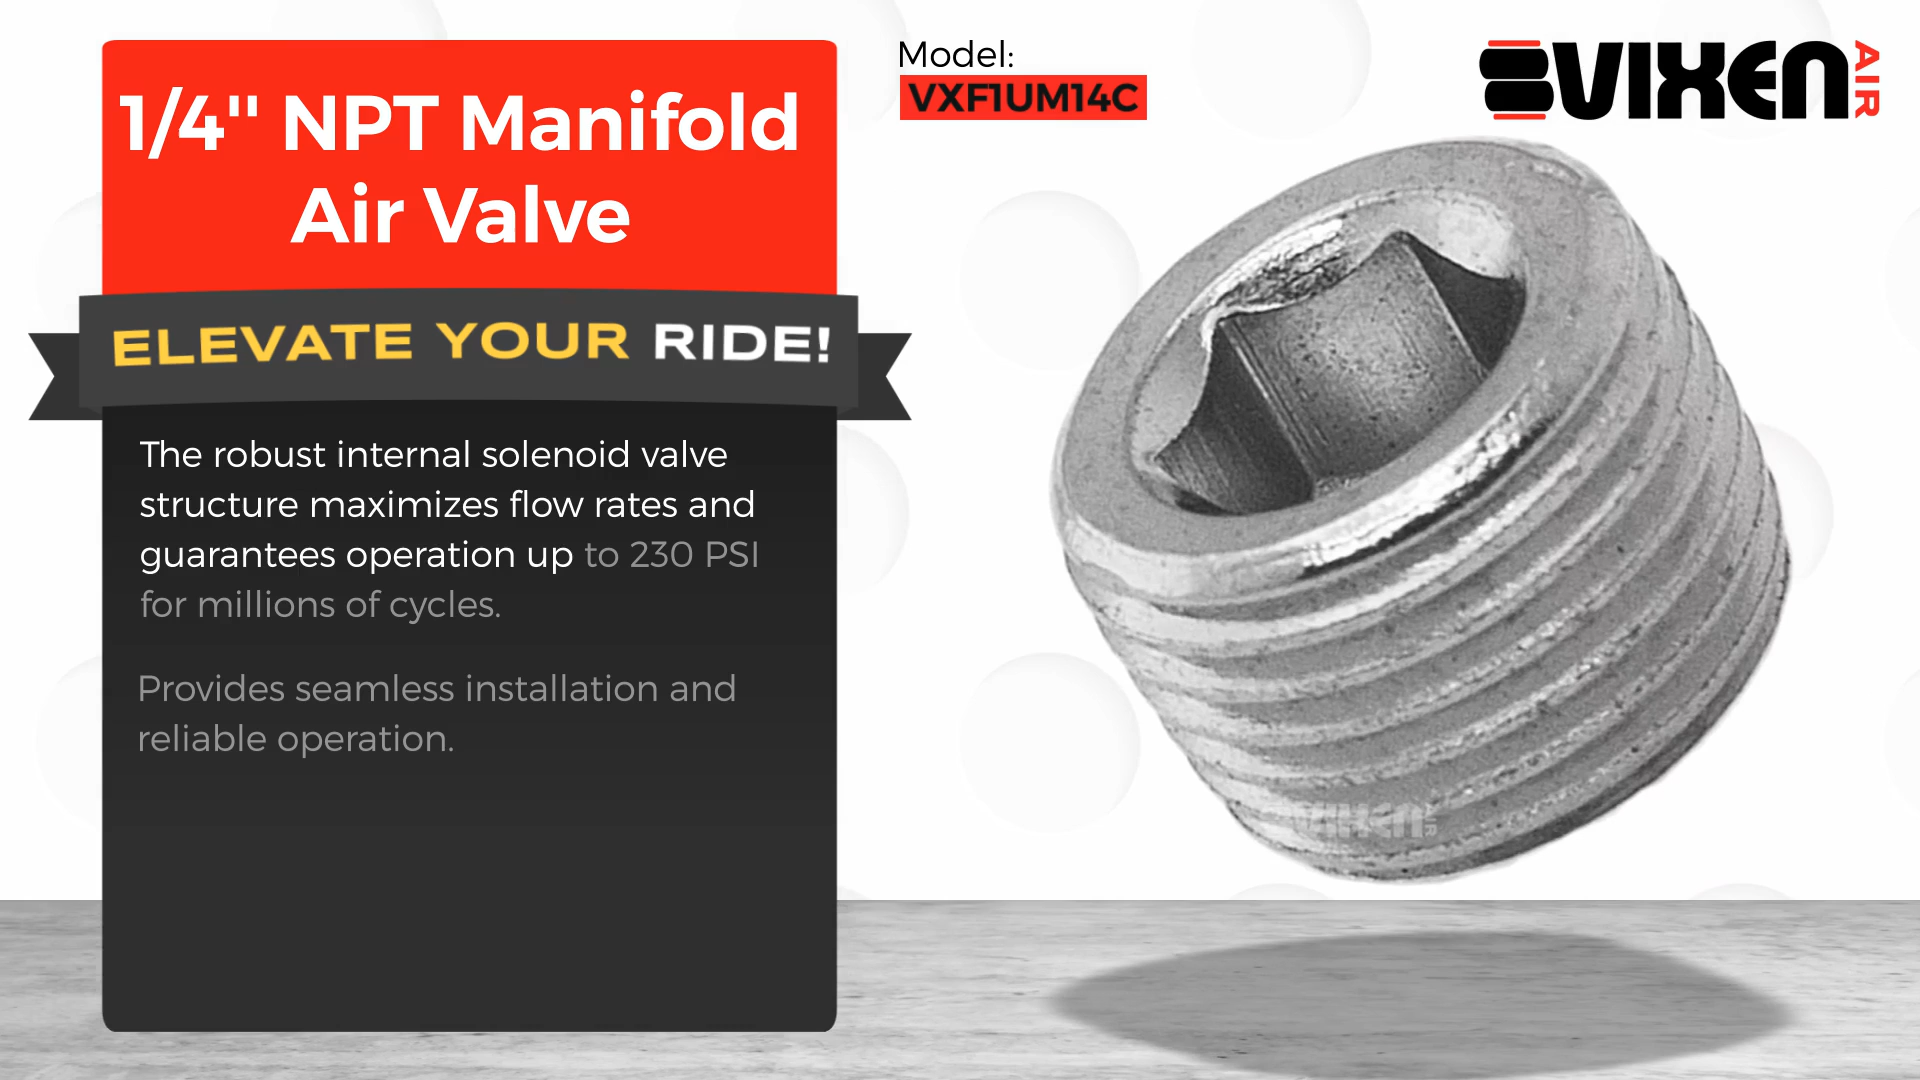 1/4" NPT Manifold
Air Valve
ELEVATE YOUR RIDE!
The robust internal solenoid valve
structure maximizes flow rates and
guarantees operation up to 230 PSI
for millions of cycles.
Provides seamless installation and
reliable operation.
Model:
VXF1UM14C
VIXEN AIR
VIXEN AIR